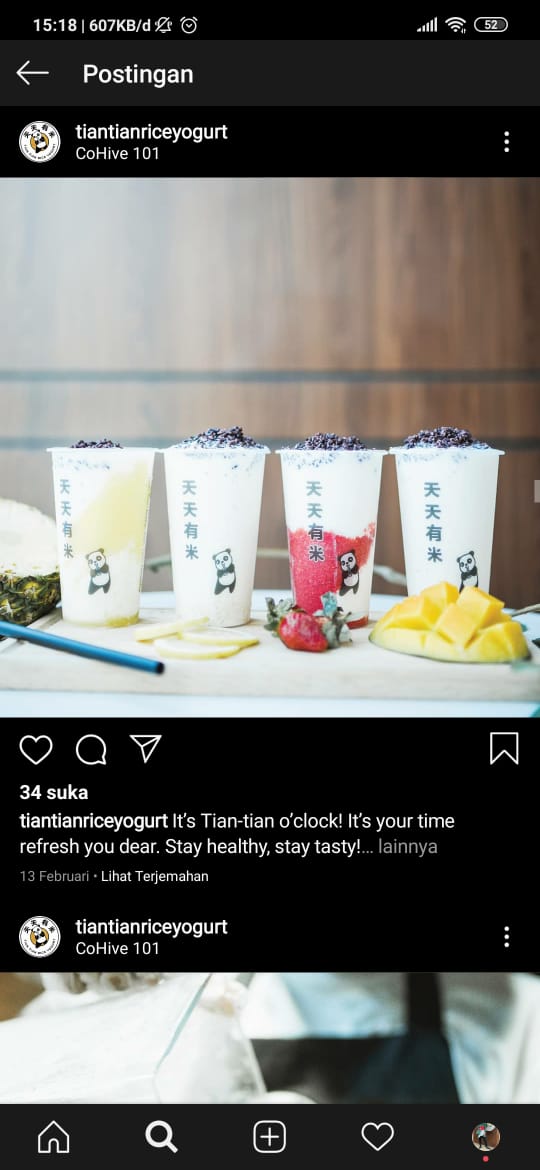 15:18 | 607KB/d
52
Postingan
tiantianriceyogurt
CoHive 101
天天有米
天天有米
天天有米
天天有米
34 suka
tiantianriceyogurt It's Tian-tian o'clock! It's your time
refresh you dear. Stay healthy, stay tasty!... lainnya
13 Februari • Lihat Terjemahan
tiantianriceyogurt
CoHive 101